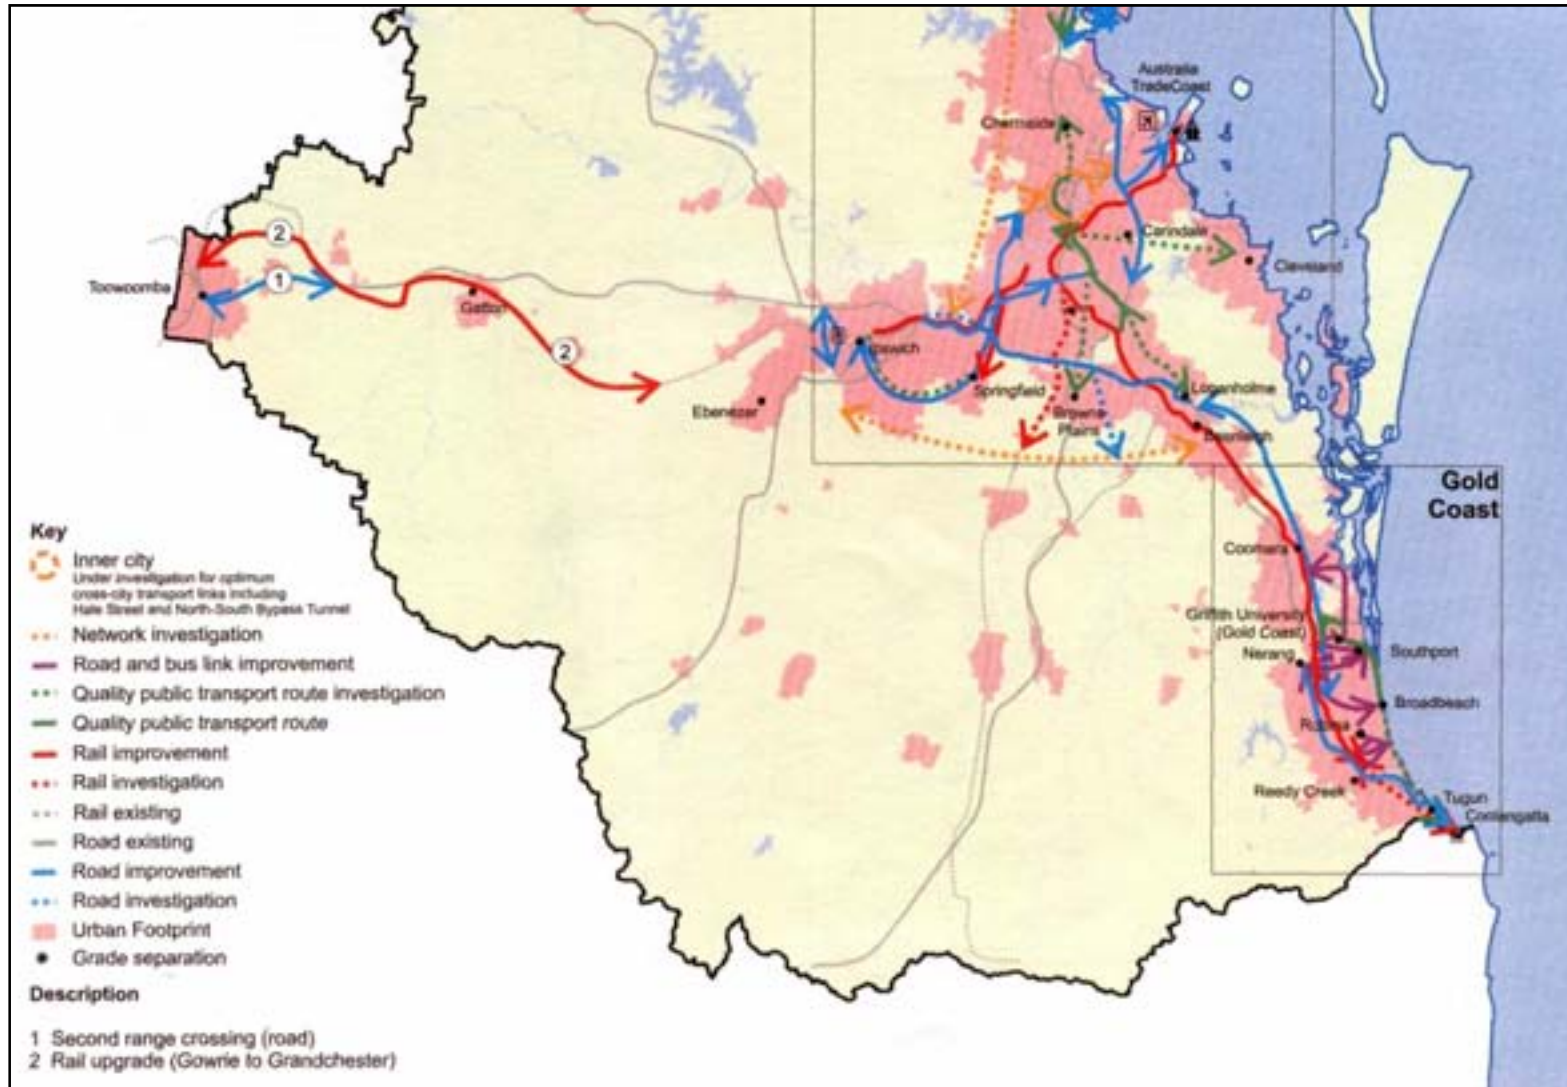 Australia
TradeCoast
Chermside
Carindale
Cleveland
Toowoomba
2
1
Gatton
2
Ipswich
Ebenezer
Springfield
Browns
Plains
Loganholme
Beenleigh
Gold
Coast
Coomera
Griffith University
(Gold Coast)
Nerang
Southport
Broadbeach
Robina
Reedy Creek
Tugun
Coolangatta
Key
Inner city
Under investigation for optimum
cross-city transport links including
Hale Street and North-South Bypass Tunnel
Network investigation
Road and bus link improvement
Quality public transport route investigation
Quality public transport route
Rail improvement
Rail investigation
Rail existing
Road existing
Road improvement
Road investigation
Urban Footprint
Grade separation
Description
1 Second range crossing (road)
2 Rail upgrade (Gowrie to Grandchester)